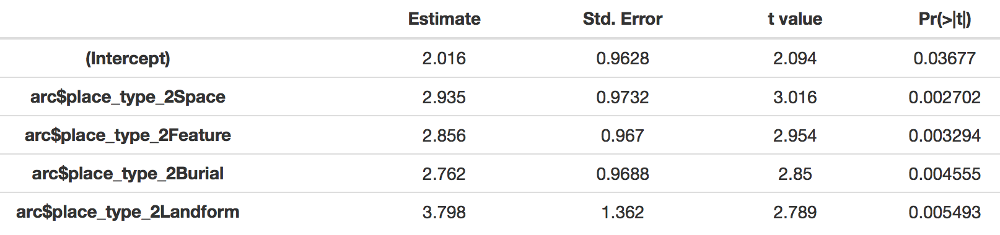 Estimate Std. Error t value Pr(>|t|)
(Intercept) 2.016 0.9628 2.094 0.03677
arc$place_type_2Space 2.935 0.9732 3.016 0.002702
arc$place_type_2Feature 2.856 0.967 2.954 0.003294
arc$place_type_2Burial 2.762 0.9688 2.85 0.004555
arc$place_type_2Landform 3.798 1.362 2.789 0.005493